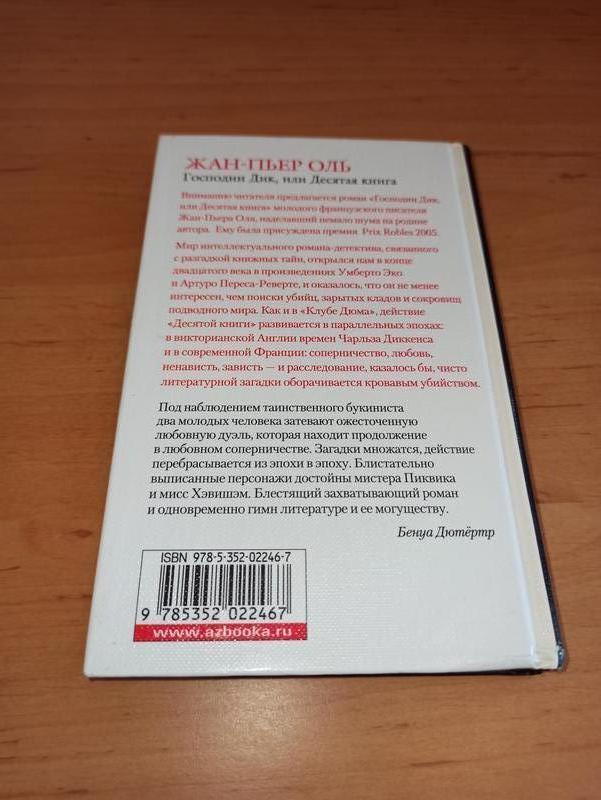 ЖАН-ПЬЕР ОЛЬ
Господин Дик, или Десятая книга
Вниманию читателя предлагается роман «Господин Дик,
или Десятая книга» молодого французского писателя
Жан-Пьера Оля, наделавший немало шума на родине
автора. Ему была присуждена премия Prix Robles 2005.
Мир интеллектуального романа-детектива, связанного
с разгадкой книжных тайн, открылся нам в конце
двадцатого века в произведениях Умберто Эко
и Артуро Переса-Реверте, и оказалось, что он не менее
интересен, чем поиски убийц, зарытых кладов и сокровищ
подводного мира. Как и в «Клубе Дюма», действие
«Десятой книги» развивается в параллельных эпохах:
в викторианской Англии времен Чарльза Диккенса
и в современной Франции: соперничество, любовь,
ненависть, зависть — и расследование, казалось бы, чисто
литературной загадки оборачивается кровавым убийством.
Под наблюдением таинственного букиниста
два молодых человека затевают ожесточенную
любовную дуэль, которая находит продолжение
в любовном соперничестве. Загадки множатся, действие
перебрасывается из эпохи в эпоху. Блистательно
выписанные персонажи достойны мистера Пиквика
и мисс Хэвишэм. Блестящий захватывающий роман
и одновременно гимн литературе и ее могуществу.
Бенуа Дютёртр
ISBN 978-5-352-02246-7
9 785352 022467
www.azbooka.ru